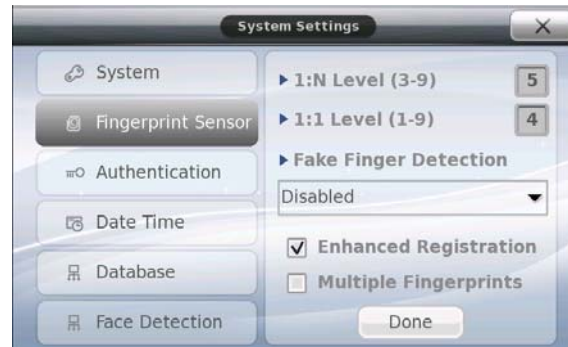 System Settings
System
Fingerprint Sensor
Authentication
Date Time
Database
Face Detection
1:N Level (3-9) 5
1:1 Level (1-9) 4
Fake Finger Detection
Disabled
Enhanced Registration
Multiple Fingerprints
Done